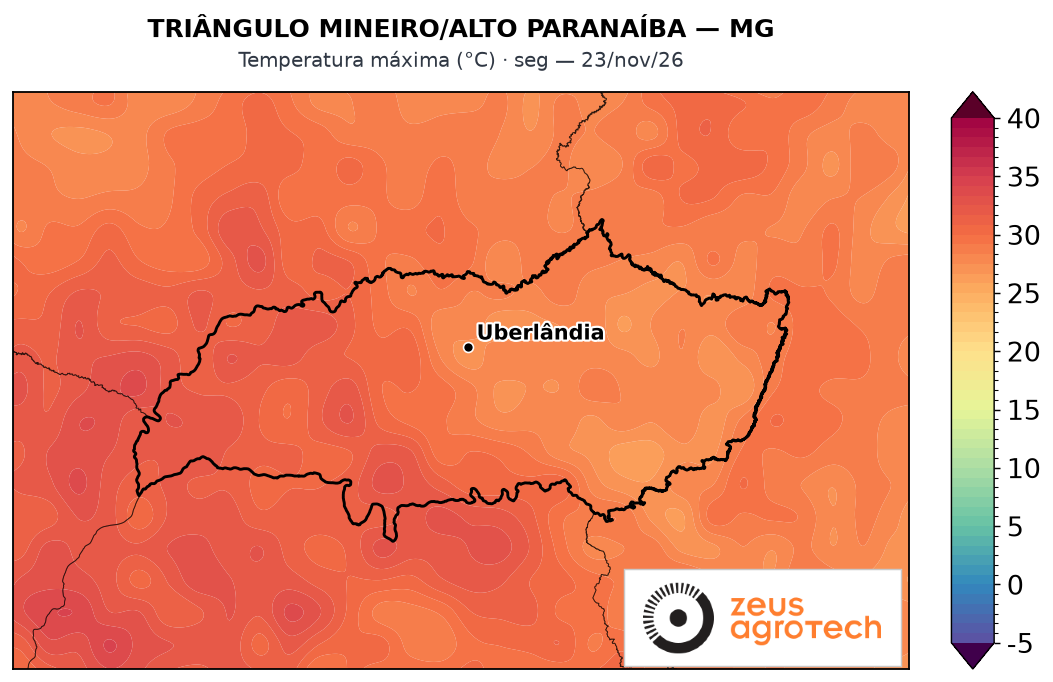 TRIÂNGULO MINEIRO/ALTO PARANAÍBA — MG
Temperatura máxima (°C) · seg — 23/nov/26
Uberlândia
40
35
30
25
20
15
10
5
0
-5
zeus
agrotech